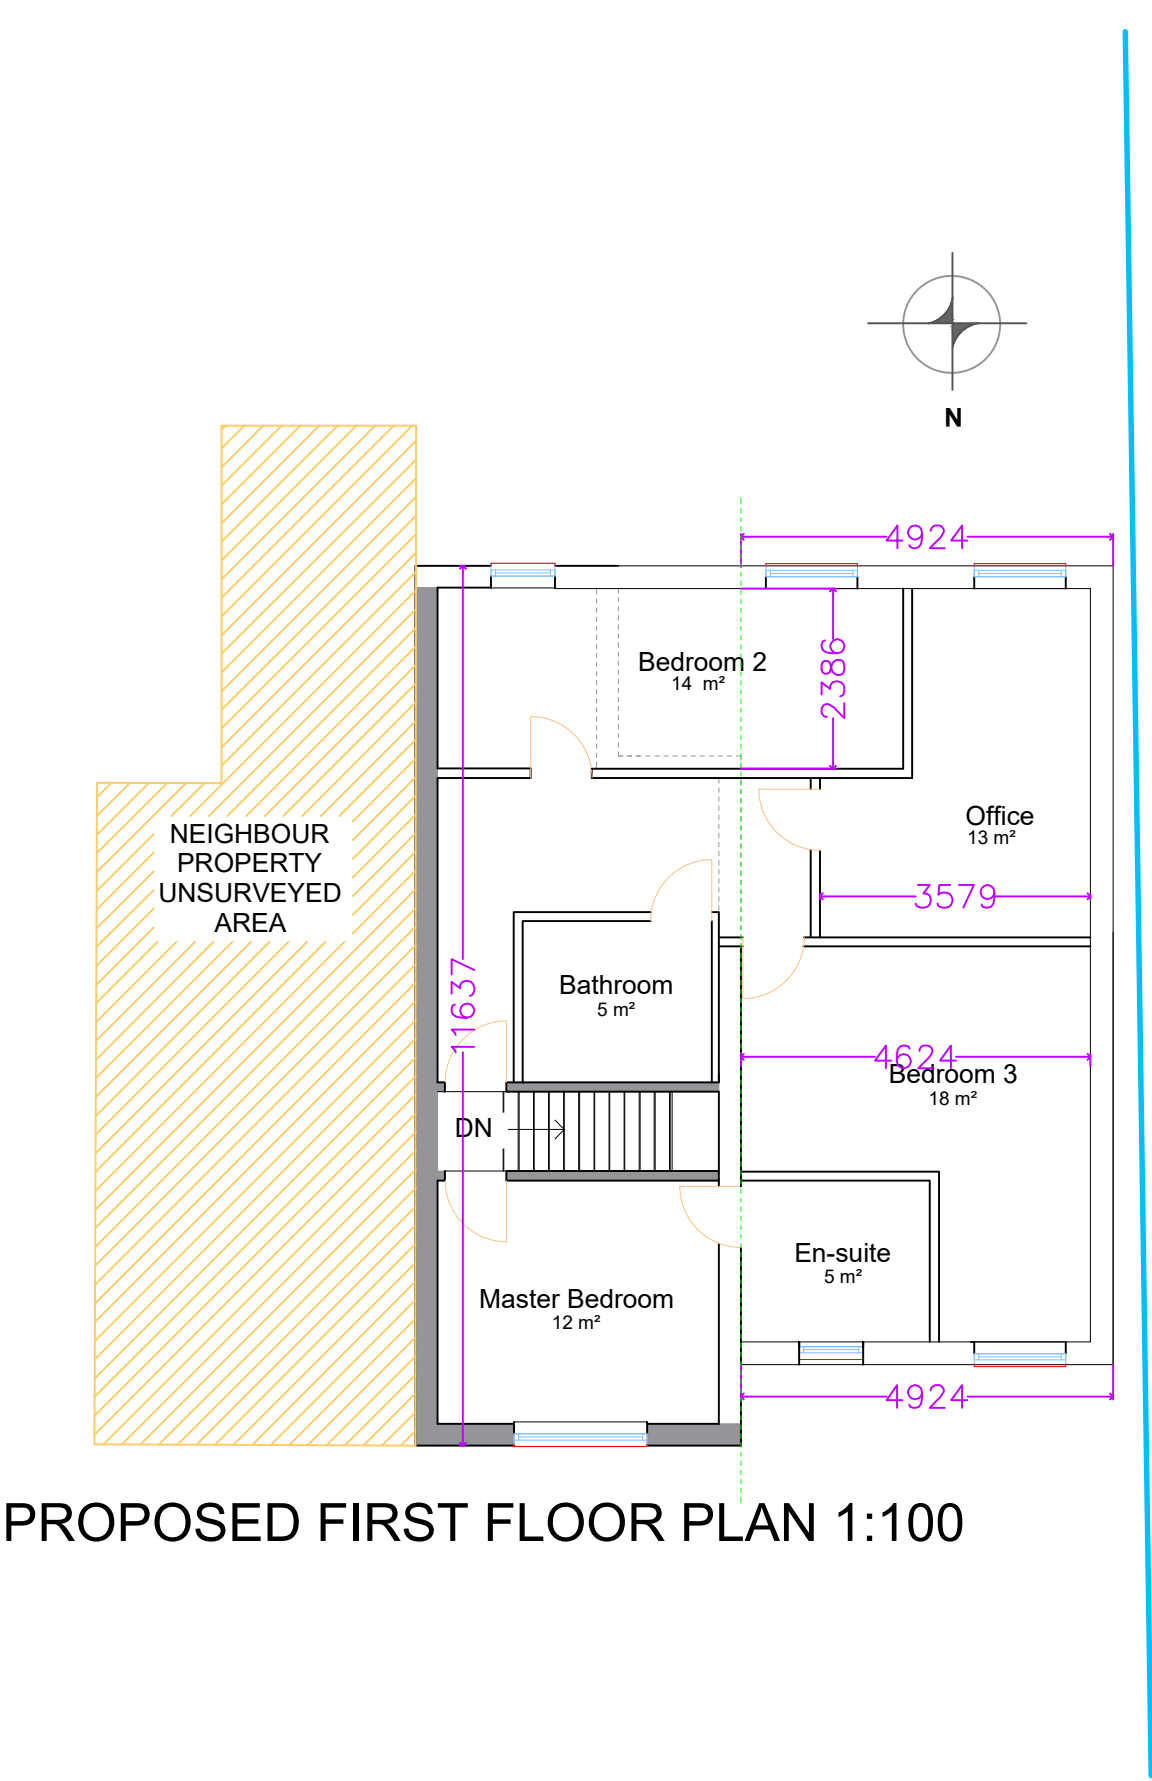 N
4924
Bedroom 2
14 m²
2386
Office
13 m²
NEIGHBOUR
PROPERTY
UNSURVEYED
AREA
3579
11637
Bathroom
5 m²
4624
Bedroom 3
18 m²
DN
En-suite
5 m²
Master Bedroom
12 m²
4924
PROPOSED FIRST FLOOR PLAN 1:100